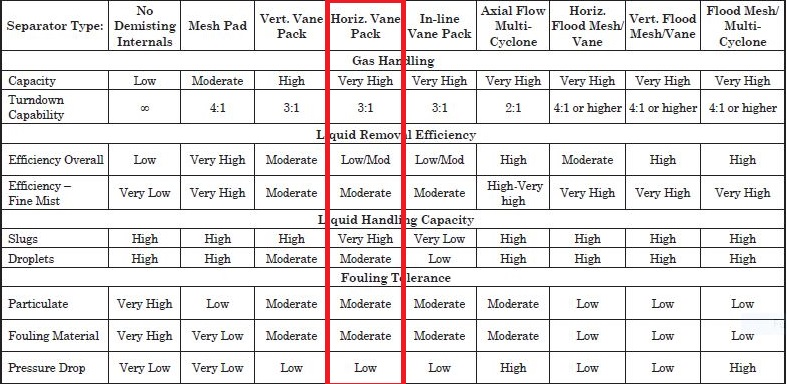 Separator Type: No Demisting Internals Mesh Pad Vert. Vane Pack Horiz. Vane Pack In-line Vane Pack Axial Flow Multi-Cyclone Horiz. Flood Mesh/Vane Vert. Flood Mesh/Vane Flood Mesh/Multi-Cyclone
Gas Handling
Capacity Low Moderate High Very High Very High Very High Very High Very High Very High
Turndown Capability ∞ 4:1 3:1 3:1 3:1 2:1 4:1 or higher 4:1 or higher 4:1 or higher
Liquid Removal Efficiency
Efficiency Overall Low Very High Moderate Low/Mod Low/Mod High Moderate High High
Efficiency – Fine Mist Very Low Very High Moderate Moderate Moderate High-Very high Very High Very High Very High
Liquid Handling Capacity
Slugs High High High Very High Very Low High High High High
Droplets High High Moderate Moderate Low High High High High
Fouling Tolerance
Particulate Very High Low Moderate Moderate Moderate Moderate Low Low Low
Fouling Material Very High Very Low Moderate Moderate Moderate Moderate Low Low Low
Pressure Drop Very Low Very Low Low Low Low High Low Low High